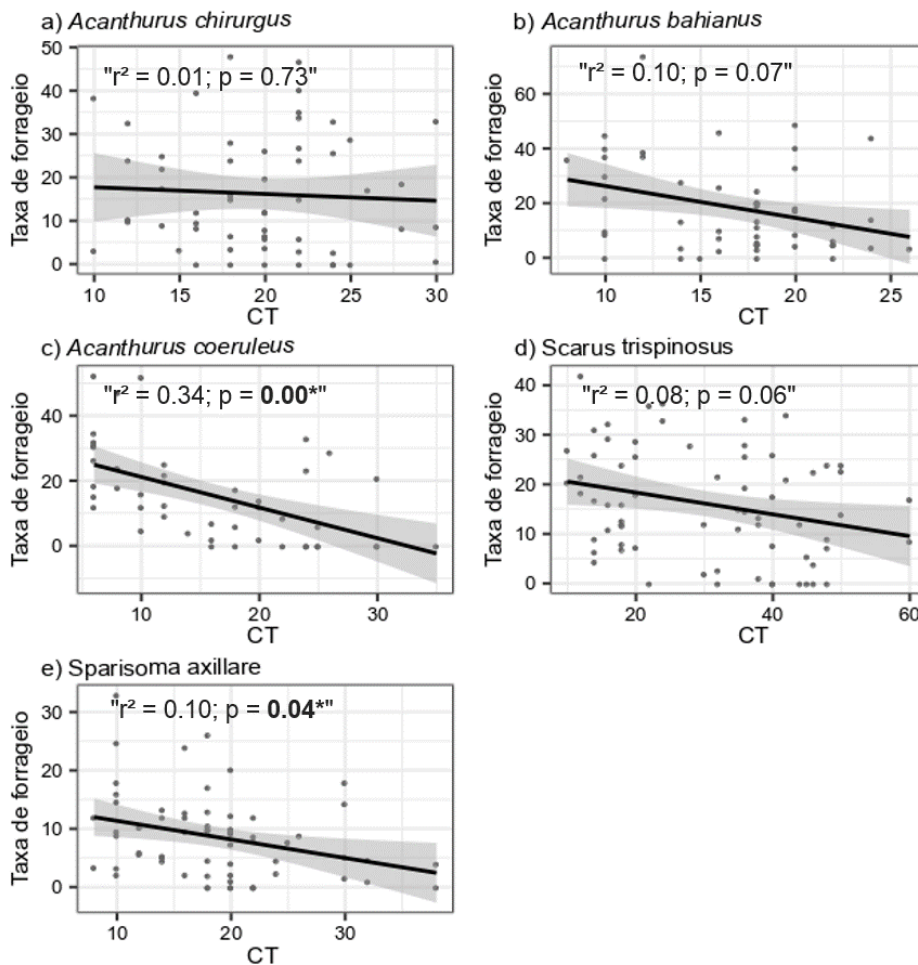 a) Acanthurus chirurgus
"r² = 0.01; p = 0.73"
Taxa de forrageio
50
40
30
20
10
0
10 15 20 25 30
CT
b) Acanthurus bahianus
"r² = 0.10; p = 0.07"
Taxa de forrageio
60
40
20
0
10 15 20 25
CT
c) Acanthurus coeruleus
"r² = 0.34; p = 0.00*"
Taxa de forrageio
40
20
0
10 20 30
CT
d) Scarus trispinosus
"r² = 0.08; p = 0.06"
Taxa de forrageio
40
30
20
10
0
20 40 60
CT
e) Sparisoma axillare
"r² = 0.10; p = 0.04*"
Taxa de forrageio
30
20
10
0
10 20 30
CT